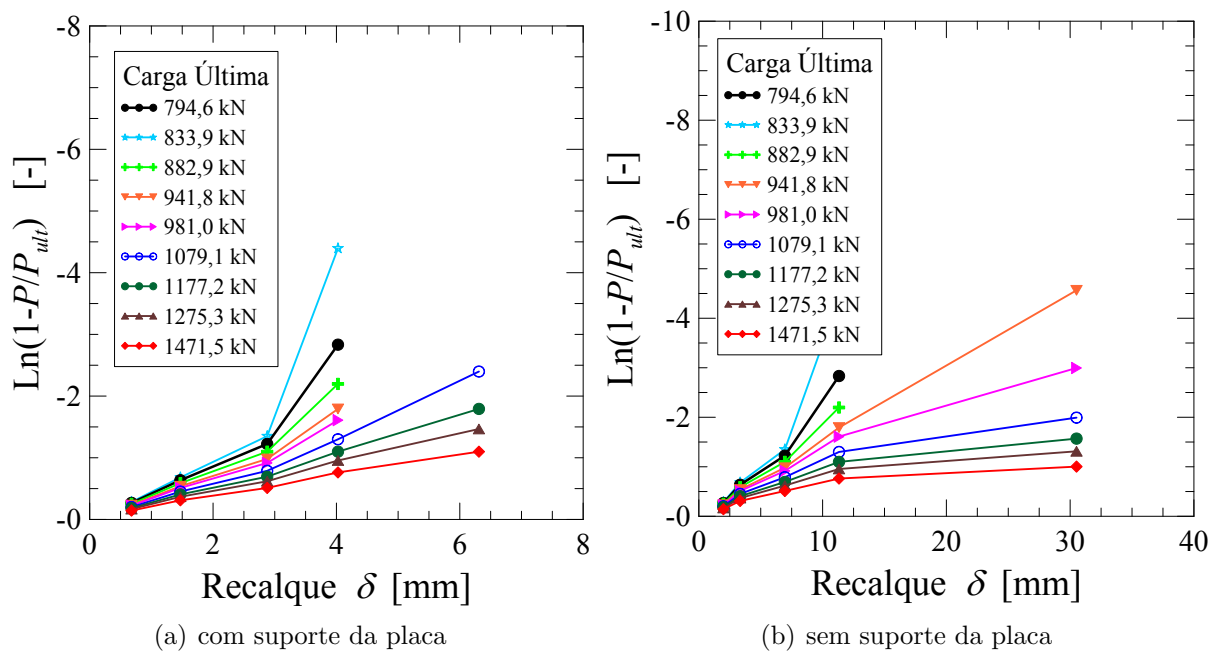 -8
-6
-4
-2
-0
Ln(1-P/Pult) [-]
Carga Última
794,6 kN
833,9 kN
882,9 kN
941,8 kN
981,0 kN
1079,1 kN
1177,2 kN
1275,3 kN
1471,5 kN
0 2 4 6 8
Recalque δ [mm]
(a) com suporte da placa
-10
-8
-6
-4
-2
-0
Ln(1-P/Pult) [-]
Carga Última
794,6 kN
833,9 kN
882,9 kN
941,8 kN
981,0 kN
1079,1 kN
1177,2 kN
1275,3 kN
1471,5 kN
0 10 20 30 40
Recalque δ [mm]
(b) sem suporte da placa